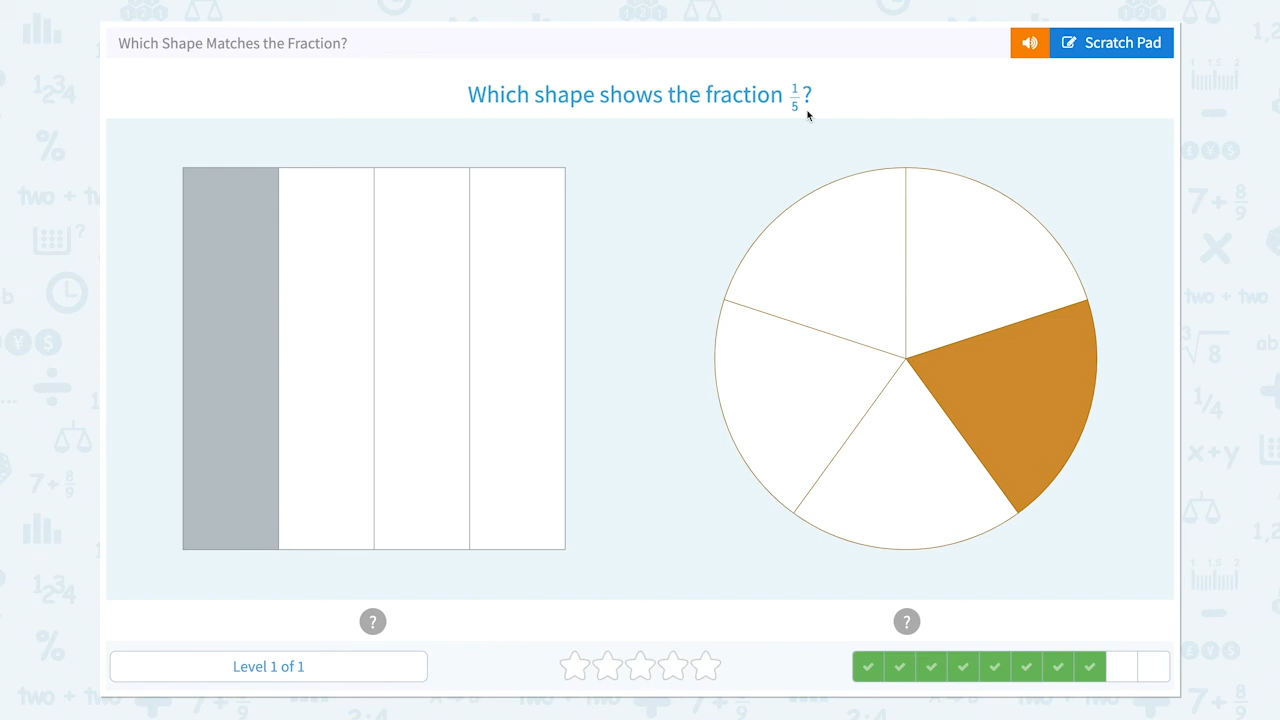 Which Shape Matches the Fraction?
Scratch Pad
Which shape shows the fraction 1/5?
? ?
Level 1 of 1